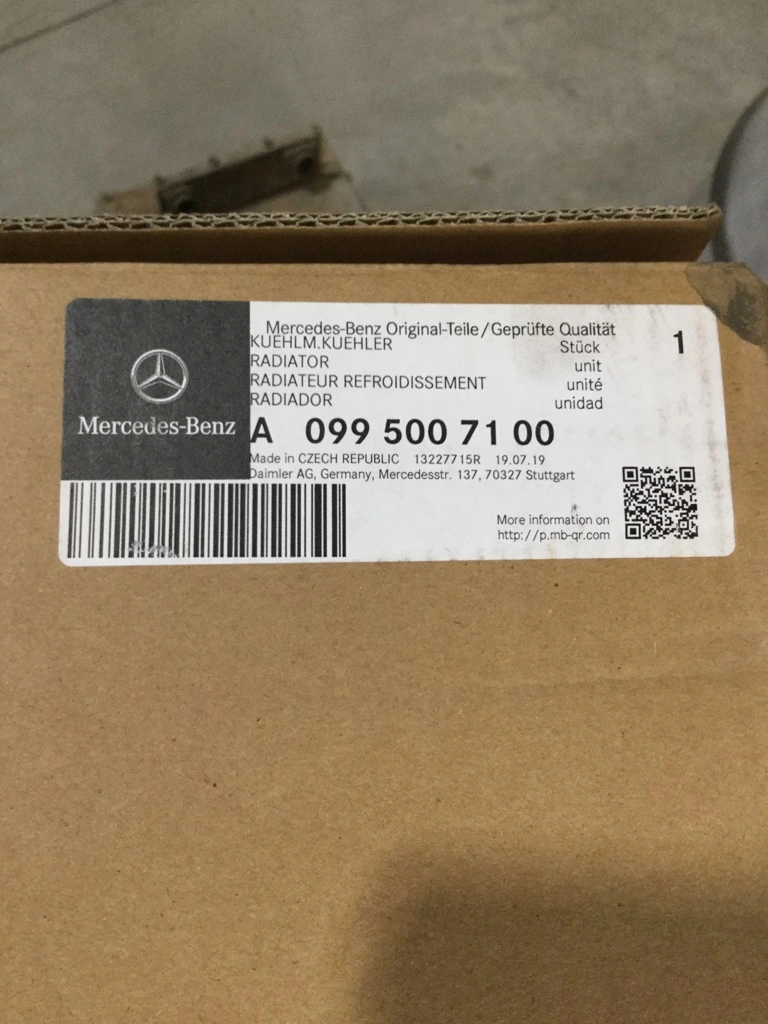 Mercedes-Benz
Mercedes-Benz Original-Teile/Geprüfte Qualität
KUEHLM.KUEHLER Stück 1
RADIATOR unit
RADIATEUR REFROIDISSEMENT unité
RADIADOR unidad
A 099 500 71 00
Made in CZECH REPUBLIC 13227715R 19.07.19
Daimler AG, Germany, Mercedesstr. 137, 70327 Stuttgart
More information on
http://p.mb-qr.com